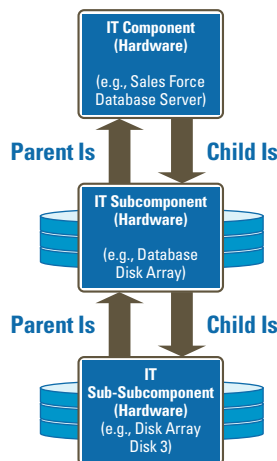 IT Component
(Hardware)
(e.g., Sales Force
Database Server)
Parent Is
Child Is
IT Subcomponent
(Hardware)
(e.g., Database
Disk Array)
Parent Is
Child Is
IT
Sub-Subcomponent
(Hardware)
(e.g., Disk Array
Disk 3)